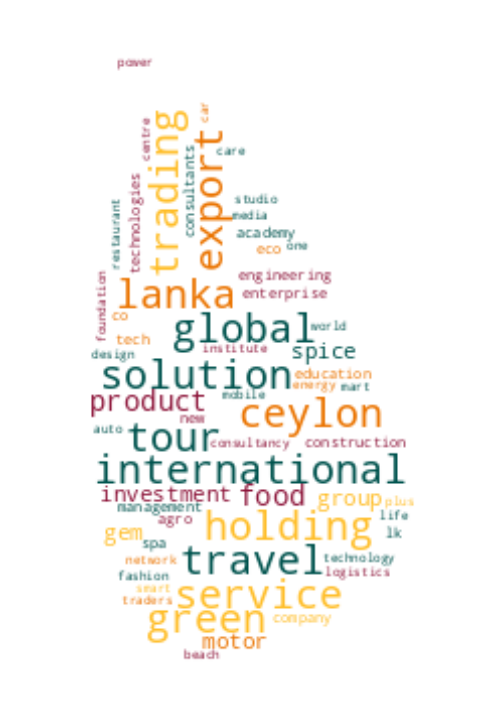 power
car
trading
export
centre
care
consultants
technologies
restaurant
studio
media
academy
eco one
engineering
foundation
lanka enterprise
co global world
tech institute spice
design
solution education
energy mart
product mobile
new ceylon
auto tour consultancy construction
international
investment food group plus
management
agro holding life
gem lk
spa
network travel technology
fashion logistics
smart service
traders
green company
motor
beach